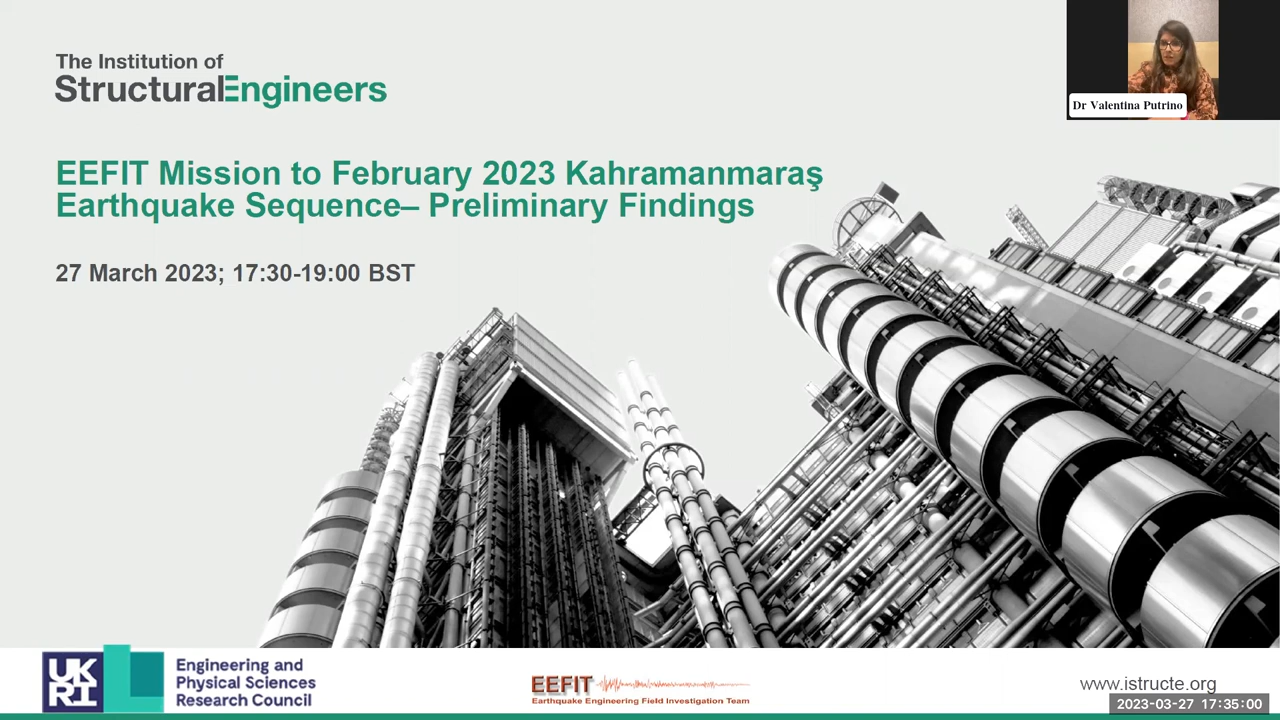 The Institution of
StructuralEngineers
Dr Valentina Putrino
EEFIT Mission to February 2023 Kahramanmaraş
Earthquake Sequence– Preliminary Findings
27 March 2023; 17:30-19:00 BST
UK
RI
Engineering and
Physical Sciences
Research Council
EEFIT
Earthquake Engineering Field Investigation Team
www.istructe.org
2023-03-27 17:35:00